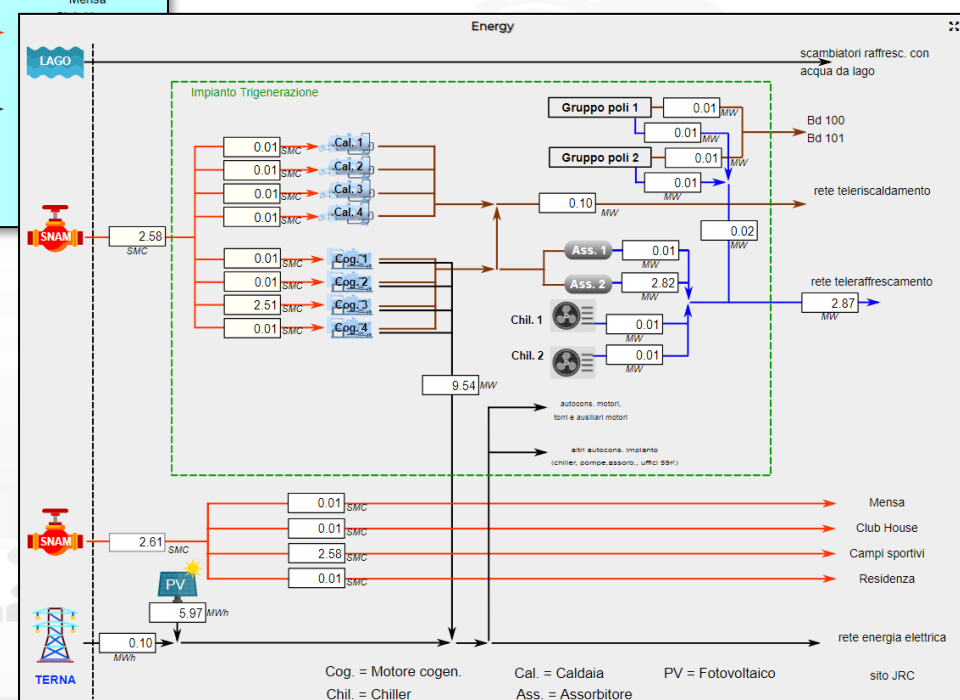 Mensa
Energy
LAGO
scambiatori raffresc. con
acqua da lago
Impianto Trigenerazione
Gruppo poli 1
0.01
MW
0.01
MW
Bd 100
Bd 101
Gruppo poli 2
0.01
MW
0.01
MW
0.01
SMC
Cal. 1
0.01
SMC
Cal. 2
0.01
SMC
Cal. 3
0.01
SMC
Cal. 4
rete teleriscaldamento
0.10
MW
0.02
MW
SNAM
2.58
SMC
0.01
SMC
Cog. 1
0.01
SMC
Cog. 2
2.51
SMC
Cog. 3
0.01
SMC
Cog. 4
Ass. 1
0.01
MW
Ass. 2
2.82
MW
rete teleraffrescamento
2.87
MW
Chil. 1
0.01
MW
Chil. 2
0.01
MW
9.54
MW
autocons. motori,
torri e ausiliari motori
altri autocons. impianto
(chiller, pompe,assorb., uffici 59K)
SNAM
2.61
SMC
0.01
SMC
Mensa
0.01
SMC
Club House
2.58
SMC
Campi sportivi
0.01
SMC
Residenza
PV
5.97
MWh
0.10
MWh
TERNA
rete energia elettrica
sito JRC
Cog. = Motore cogen.
Cal. = Caldaia
PV = Fotovoltaico
Chil. = Chiller
Ass. = Assorbitore